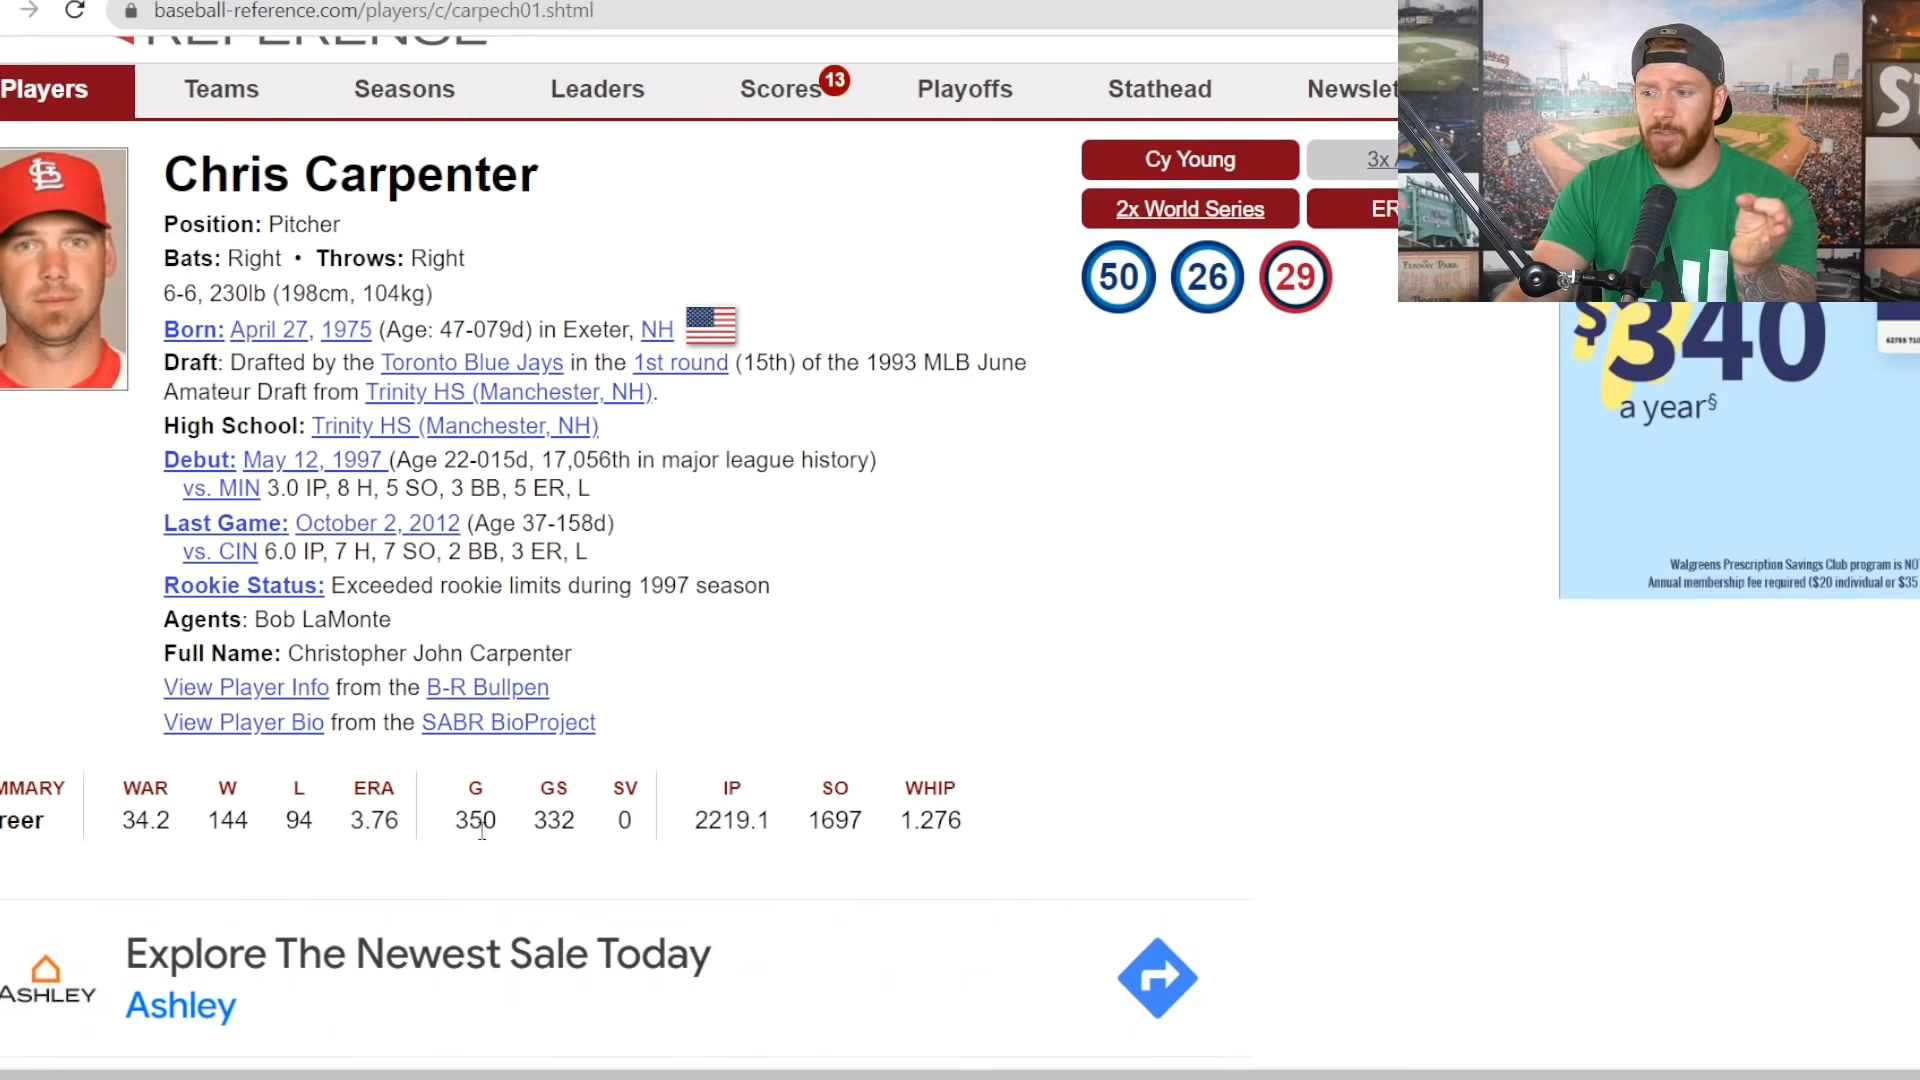 baseball-reference.com/players/c/carpech01.shtml
REFERENCE
Players Teams Seasons Leaders Scores 13 Playoffs Stathead Newslet
Chris Carpenter
Position: Pitcher
Bats: Right • Throws: Right
6-6, 230lb (198cm, 104kg)
Born: April 27, 1975 (Age: 47-079d) in Exeter, NH
Draft: Drafted by the Toronto Blue Jays in the 1st round (15th) of the 1993 MLB June
Amateur Draft from Trinity HS (Manchester, NH).
High School: Trinity HS (Manchester, NH)
Debut: May 12, 1997 (Age 22-015d, 17,056th in major league history)
vs. MIN 3.0 IP, 8 H, 5 SO, 3 BB, 5 ER, L
Last Game: October 2, 2012 (Age 37-158d)
vs. CIN 6.0 IP, 7 H, 7 SO, 2 BB, 3 ER, L
Rookie Status: Exceeded rookie limits during 1997 season
Agents: Bob LaMonte
Full Name: Christopher John Carpenter
View Player Info from the B-R Bullpen
View Player Bio from the SABR BioProject
Cy Young 3x A
2x World Series ER
50 26 29
FENWAY PARK
BOSTON
ST
$340
a year§
Walgreens Prescription Savings Club program is NO
Annual membership fee required ($20 individual or $35
MMARY WAR W L ERA G GS SV IP SO WHIP
reer 34.2 144 94 3.76 350 332 0 2219.1 1697 1.276
Explore The Newest Sale Today
ASHLEY
Ashley